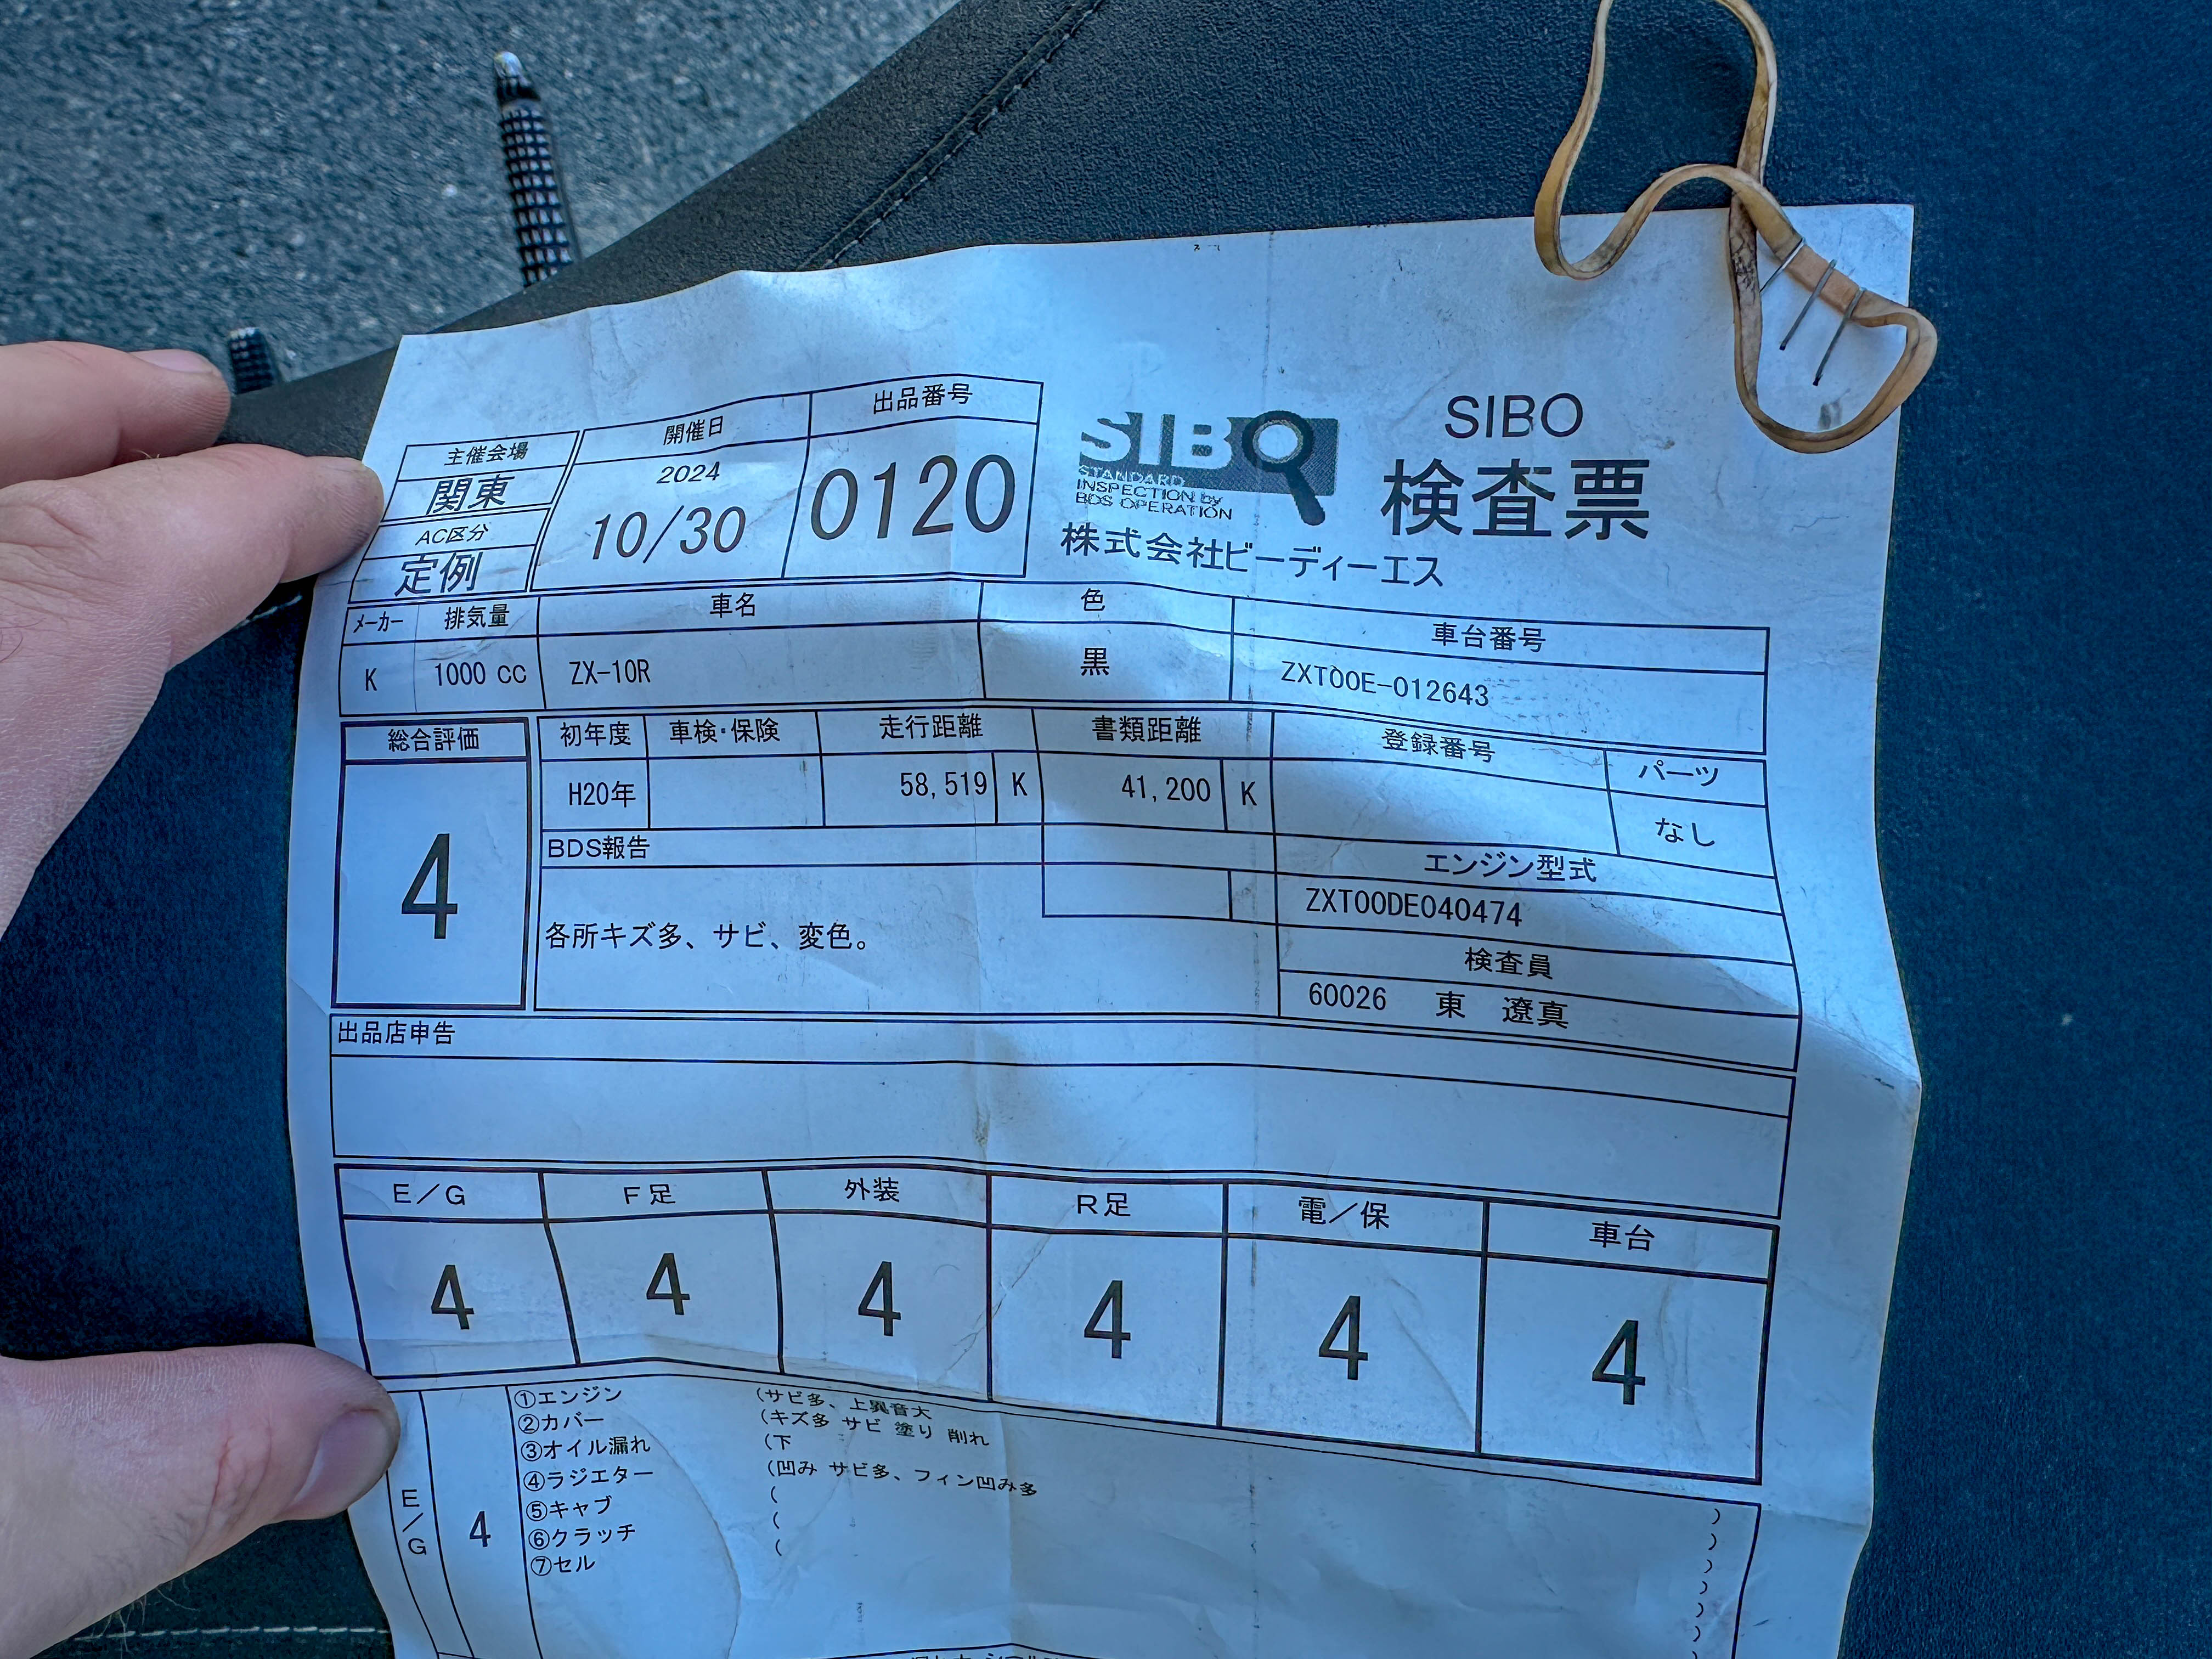 主催会場
関東
AC区分
定例
開催日
2024
10/30
出品番号
0120
SIBO
STANDARD
INSPECTION by
BDS OPERATION
株式会社ビーディーエス
SIBO
検査票
メーカー 排気量 車名 色 車台番号
K 1000 cc ZX-10R 黒 ZXT00E-012643
総合評価
4
初年度 車検・保険 走行距離 書類距離 登録番号 パーツ
H20年 58,519 K 41,200 K なし
BDS報告
各所キズ多、サビ、変色。
エンジン型式
ZXT00DE040474
検査員
60026 東 遼真
出品店申告
E/G F足 外装 R足 電/保 車台
4 4 4 4 4 4
E/G 4
①エンジン (サビ多、上異音大 )
②カバー (キズ多 サビ 塗り 削れ )
③オイル漏れ (下 )
④ラジエター (凹み サビ多、フィン凹み多 )
⑤キャブ ( )
⑥クラッチ ( )
⑦セル ( )